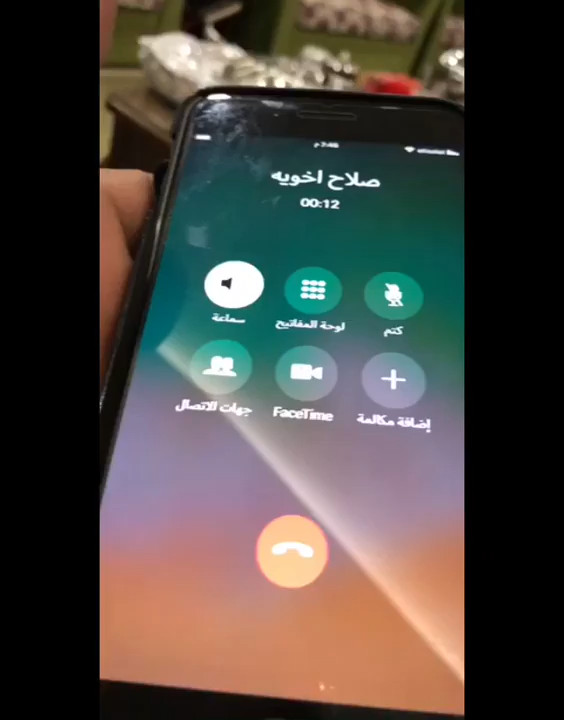 صلاح اخويه
00:12
كتم
لوحة المفاتيح
سماعة
إضافة مكالمة
FaceTime
جهات الاتصال